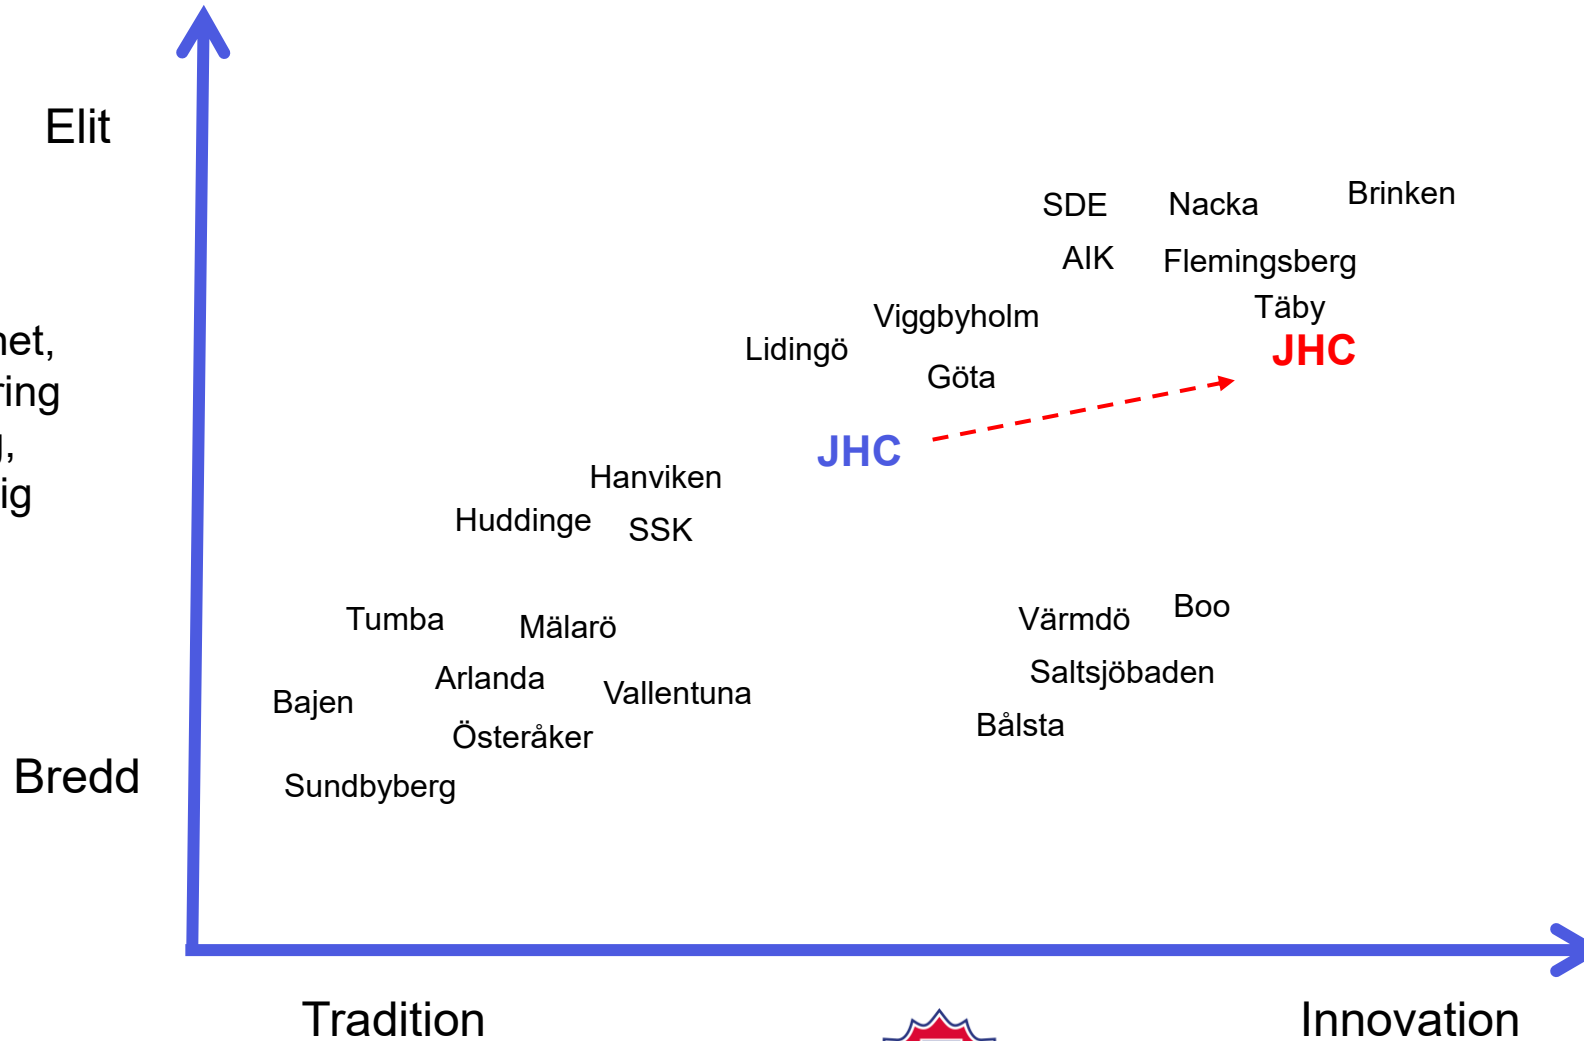 Elit
Brinken
SDE
Nacka
AIK
Flemingsberg
Täby
Viggbyholm
Lidingö
JHC
Göta
JHC
Hanviken
Huddinge
SSK
Tumba
Mälarö
Värmdö
Boo
Arlanda
Vallentuna
Saltsjöbaden
Bajen
Österåker
Bålsta
Bredd
Sundbyberg
Tradition
Innovation